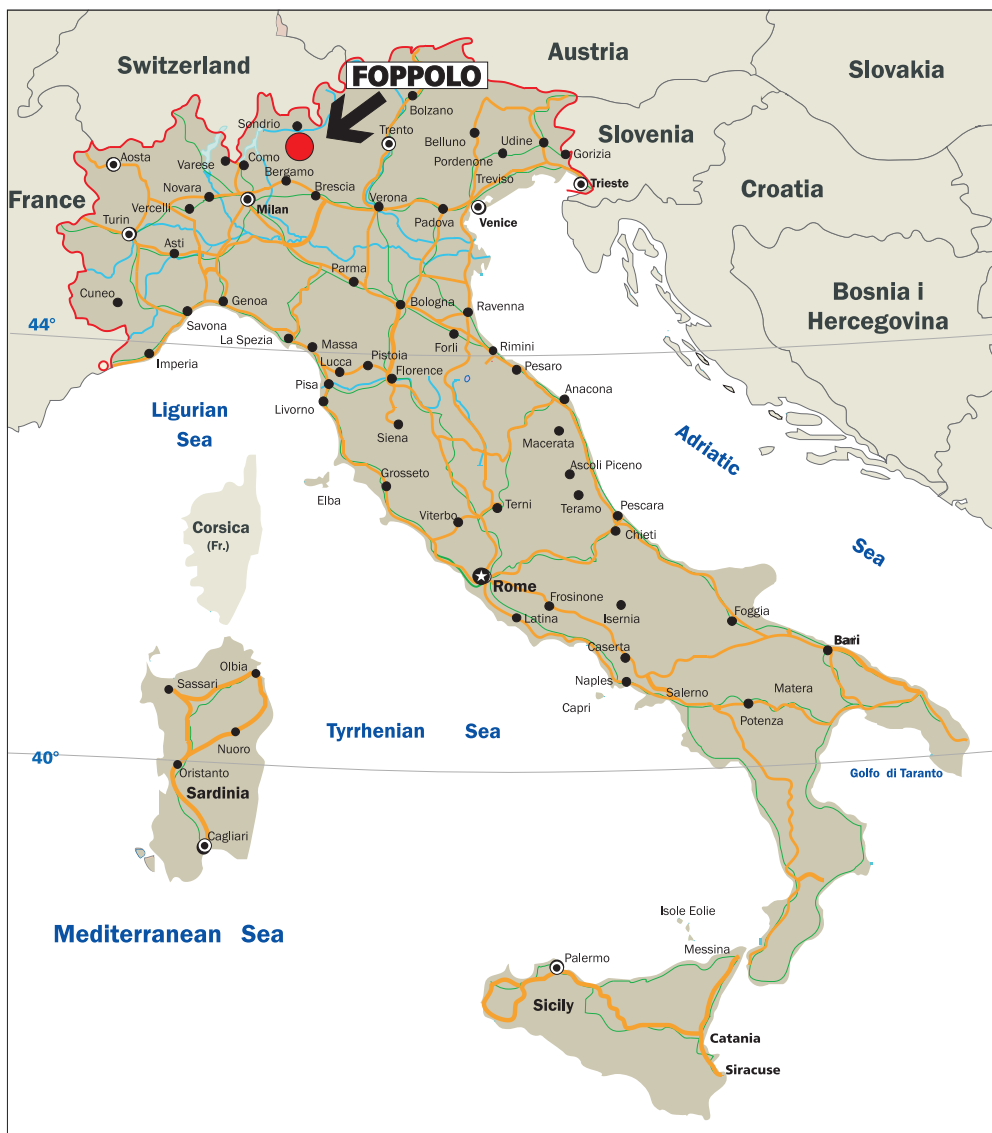 Switzerland
Austria
Slovakia
FOPPOLO
Bolzano
Sondrio
Trento
Belluno
Udine
Slovenia
Aosta
Varese
Como
Pordenone
Gorizia
Bergamo
Treviso
Trieste
France
Novara
Brescia
Croatia
Vercelli
Milan
Verona
Padova
Venice
Turin
Asti
Parma
Cuneo
Genoa
Bologna
Ravenna
Bosnia i
Hercegovina
44°
Savona
La Spezia
Massa
Forli
Rimini
Imperia
Lucca
Pistoia
Florence
Pesaro
Pisa
Anacona
Livorno
Ligurian
Sea
Siena
Macerata
Adriatic
Sea
Ascoli Piceno
Grosseto
Elba
Terni
Teramo
Pescara
Viterbo
Chieti
Corsica
(Fr.)
Rome
Frosinone
Latina
Isernia
Foggia
Caserta
Bari
Olbia
Sassari
Naples
Capri
Salerno
Matera
Potenza
Tyrrhenian Sea
Nuoro
40°
Oristanto
Golfo di Taranto
Sardinia
Cagliari
Mediterranean Sea
Isole Eolie
Messina
Palermo
Sicily
Catania
Siracuse